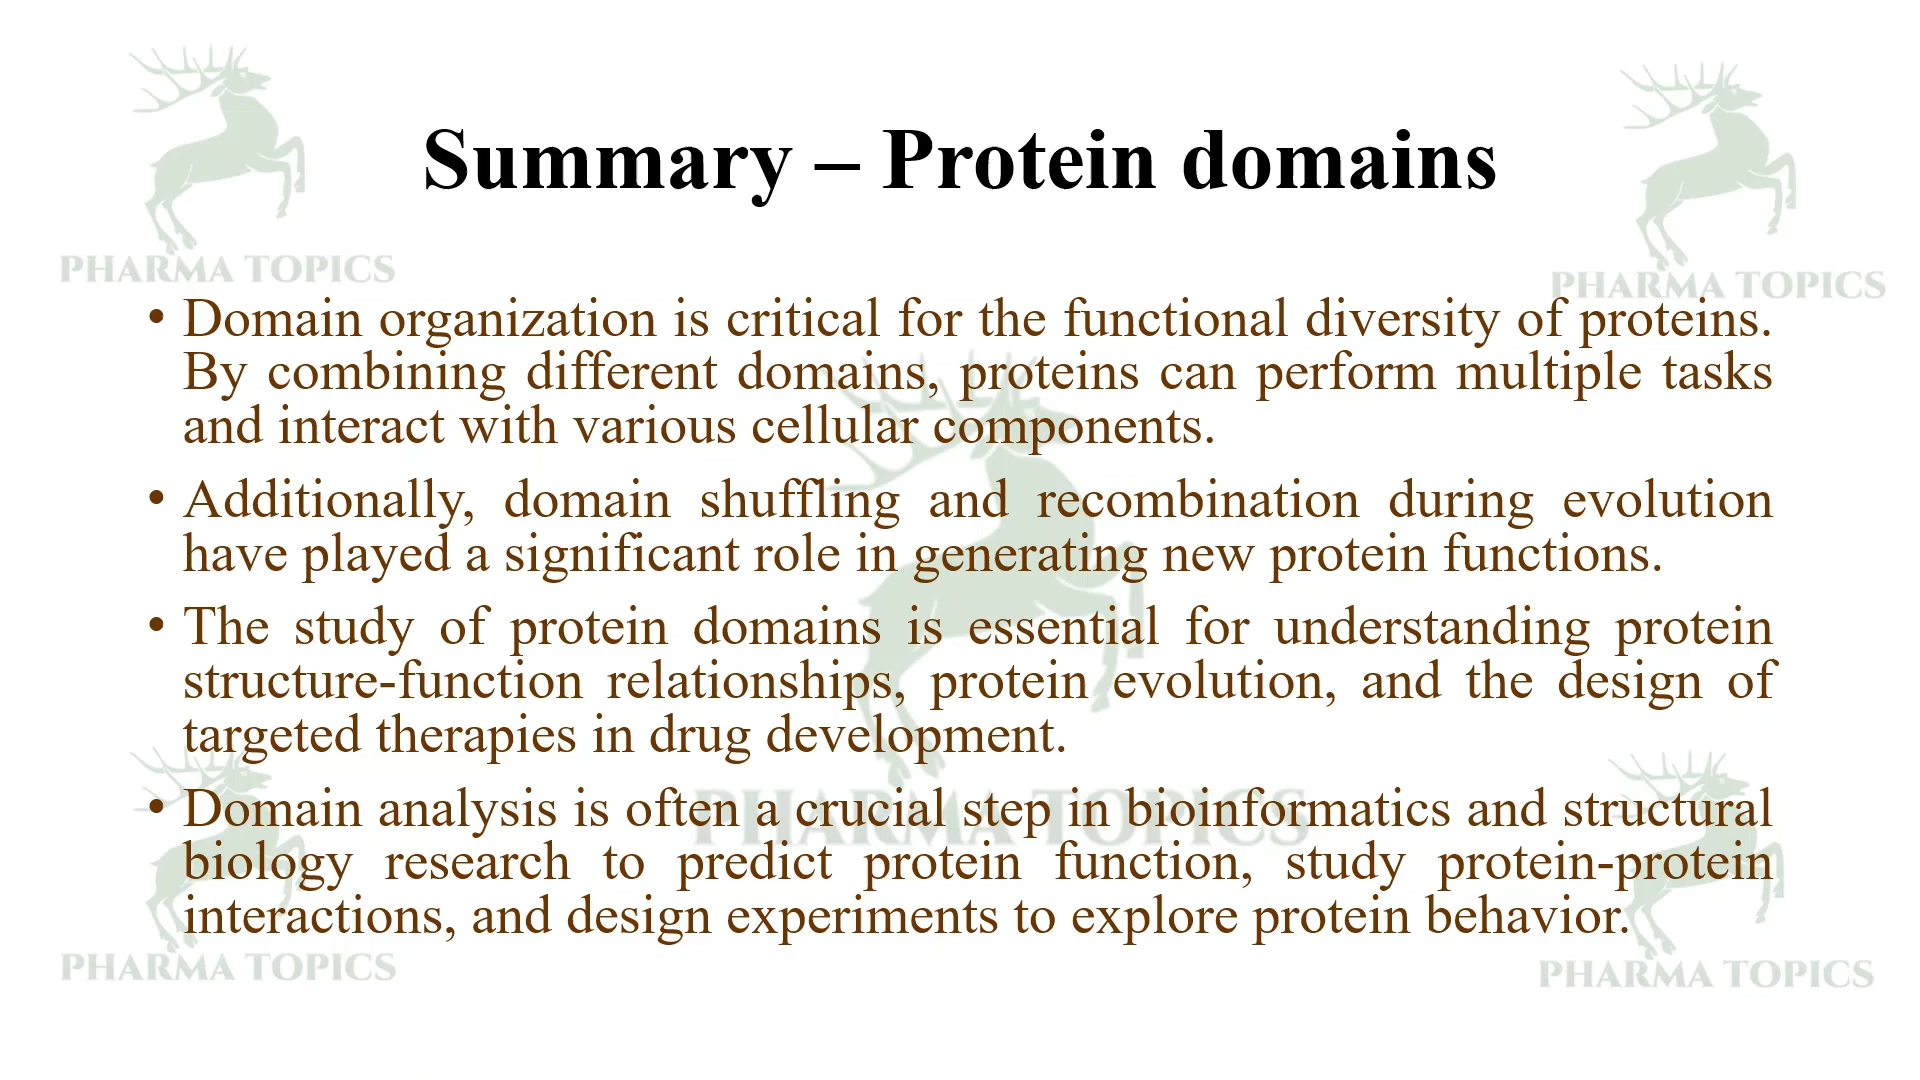 Summary – Protein domains
PHARMA TOPICS
PHARMA TOPICS
• Domain organization is critical for the functional diversity of proteins.
By combining different domains, proteins can perform multiple tasks
and interact with various cellular components.
• Additionally, domain shuffling and recombination during evolution
have played a significant role in generating new protein functions.
• The study of protein domains is essential for understanding protein
structure-function relationships, protein evolution, and the design of
targeted therapies in drug development.
• Domain analysis is often a crucial step in bioinformatics and structural
PHARMA TOPICS
biology research to predict protein function, study protein-protein
interactions, and design experiments to explore protein behavior.
PHARMA TOPICS
PHARMA TOPICS